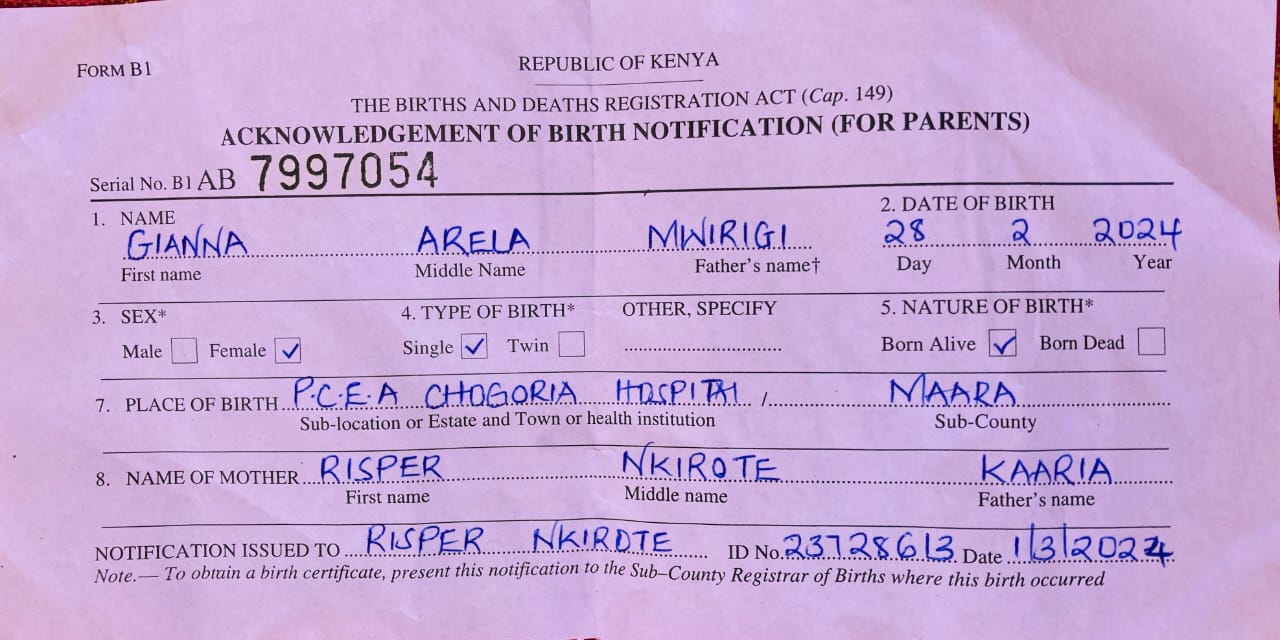 FORM B1
REPUBLIC OF KENYA
THE BIRTHS AND DEATHS REGISTRATION ACT (Cap. 149)
ACKNOWLEDGEMENT OF BIRTH NOTIFICATION (FOR PARENTS)
Serial No. B1 AB 7997054
1. NAME 2. DATE OF BIRTH
GIANNA ARELA MWIRIGI 28 2 2024
First name Middle Name Father's name† Day Month Year
3. SEX* 4. TYPE OF BIRTH* OTHER, SPECIFY 5. NATURE OF BIRTH*
Male Female ✓ Single ✓ Twin Born Alive ✓ Born Dead
7. PLACE OF BIRTH P.C.E.A CHOGORIA HOSPITAl / MAARA
Sub-location or Estate and Town or health institution Sub-County
8. NAME OF MOTHER RISPER NKIROTE KAARIA
First name Middle name Father's name
NOTIFICATION ISSUED TO RISPER NKIROTE ID No. 23728613 Date 1/3/2024
Note.— To obtain a birth certificate, present this notification to the Sub–County Registrar of Births where this birth occurred